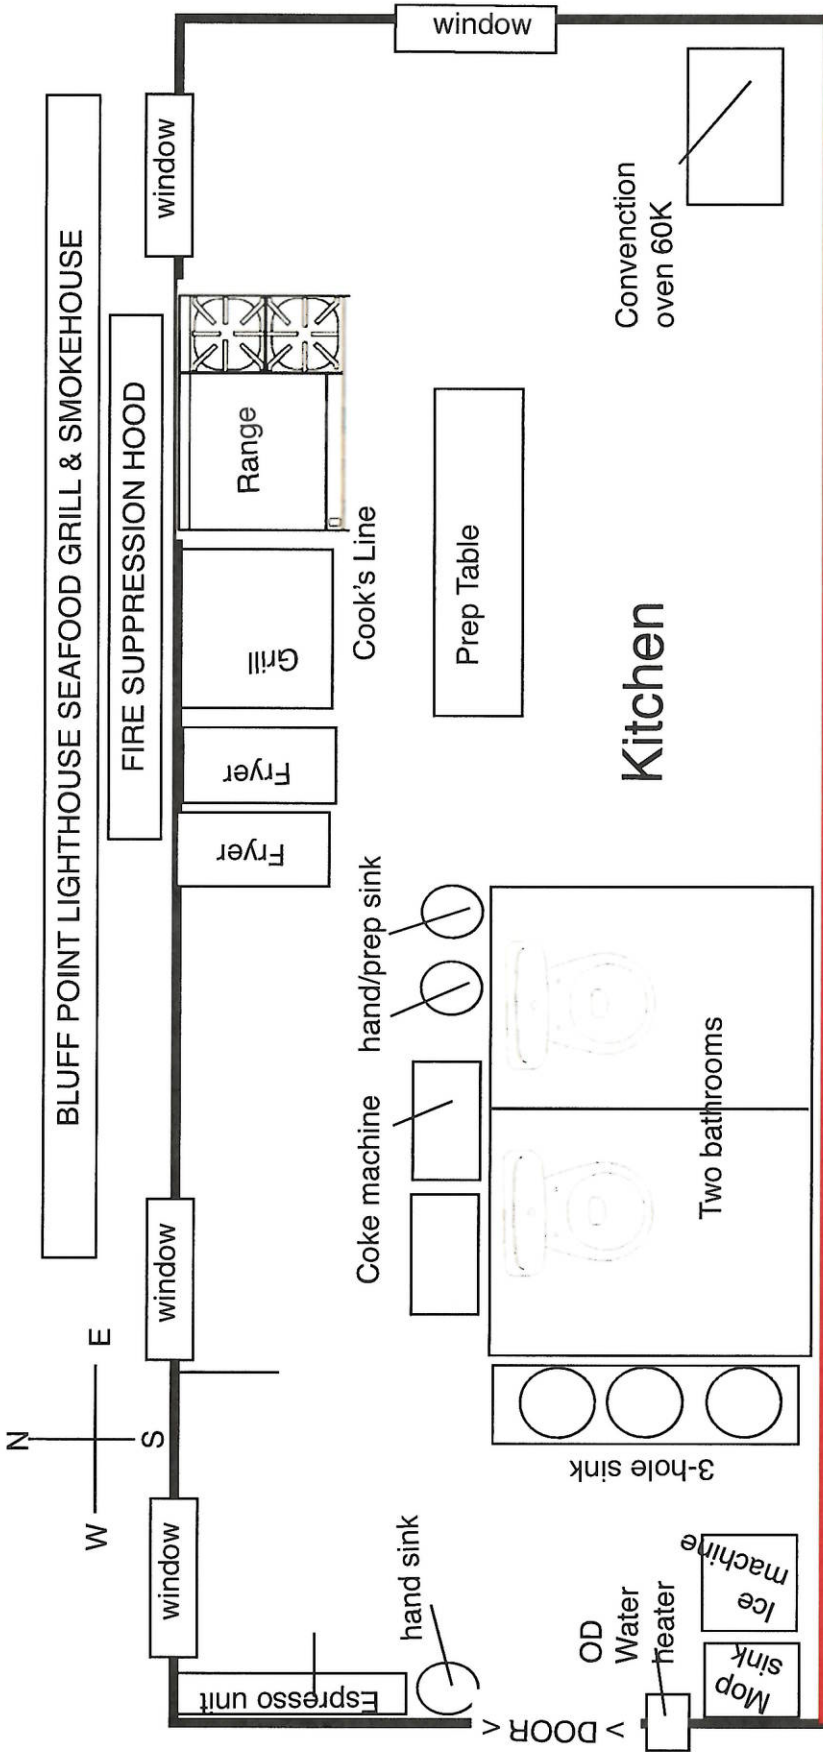 BLUFF POINT LIGHTHOUSE SEAFOOD GRILL & SMOKEHOUSE
FIRE SUPPRESSION HOOD
N
W
E
S
window
window
window
window
Espresso unit
hand sink
< DOOR >
OD
Water
heater
Mop
sink
Ice
machine
3-hole sink
Coke machine
hand/prep sink
Two bathrooms
Fryer
Fryer
Grill
Range
Cook's Line
Prep Table
Kitchen
Convenction
oven 60K